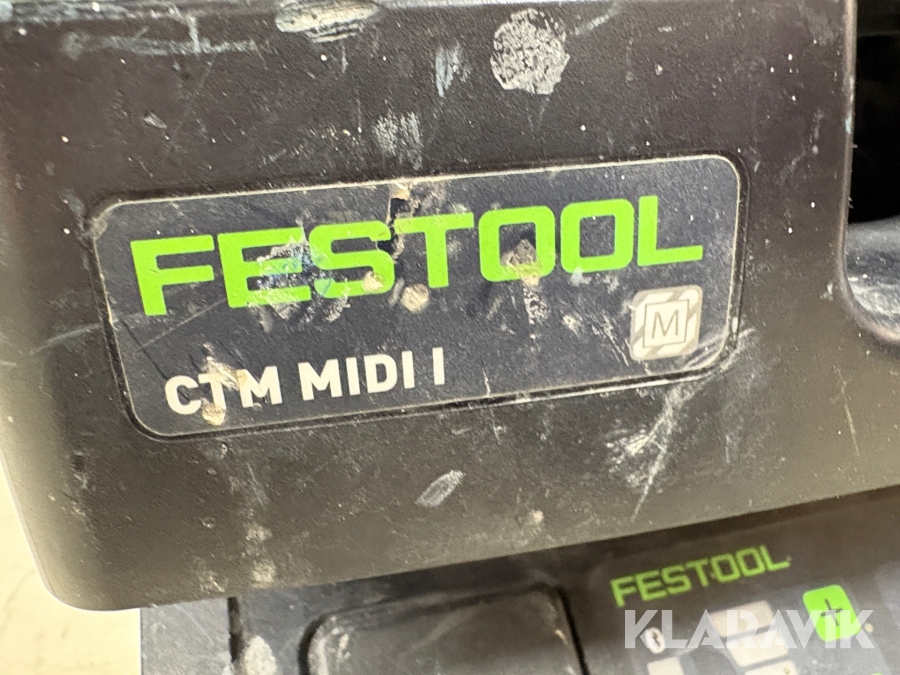 FESTOOL
M
CTM MIDI I
FESTOOL
+
KLARAVIK